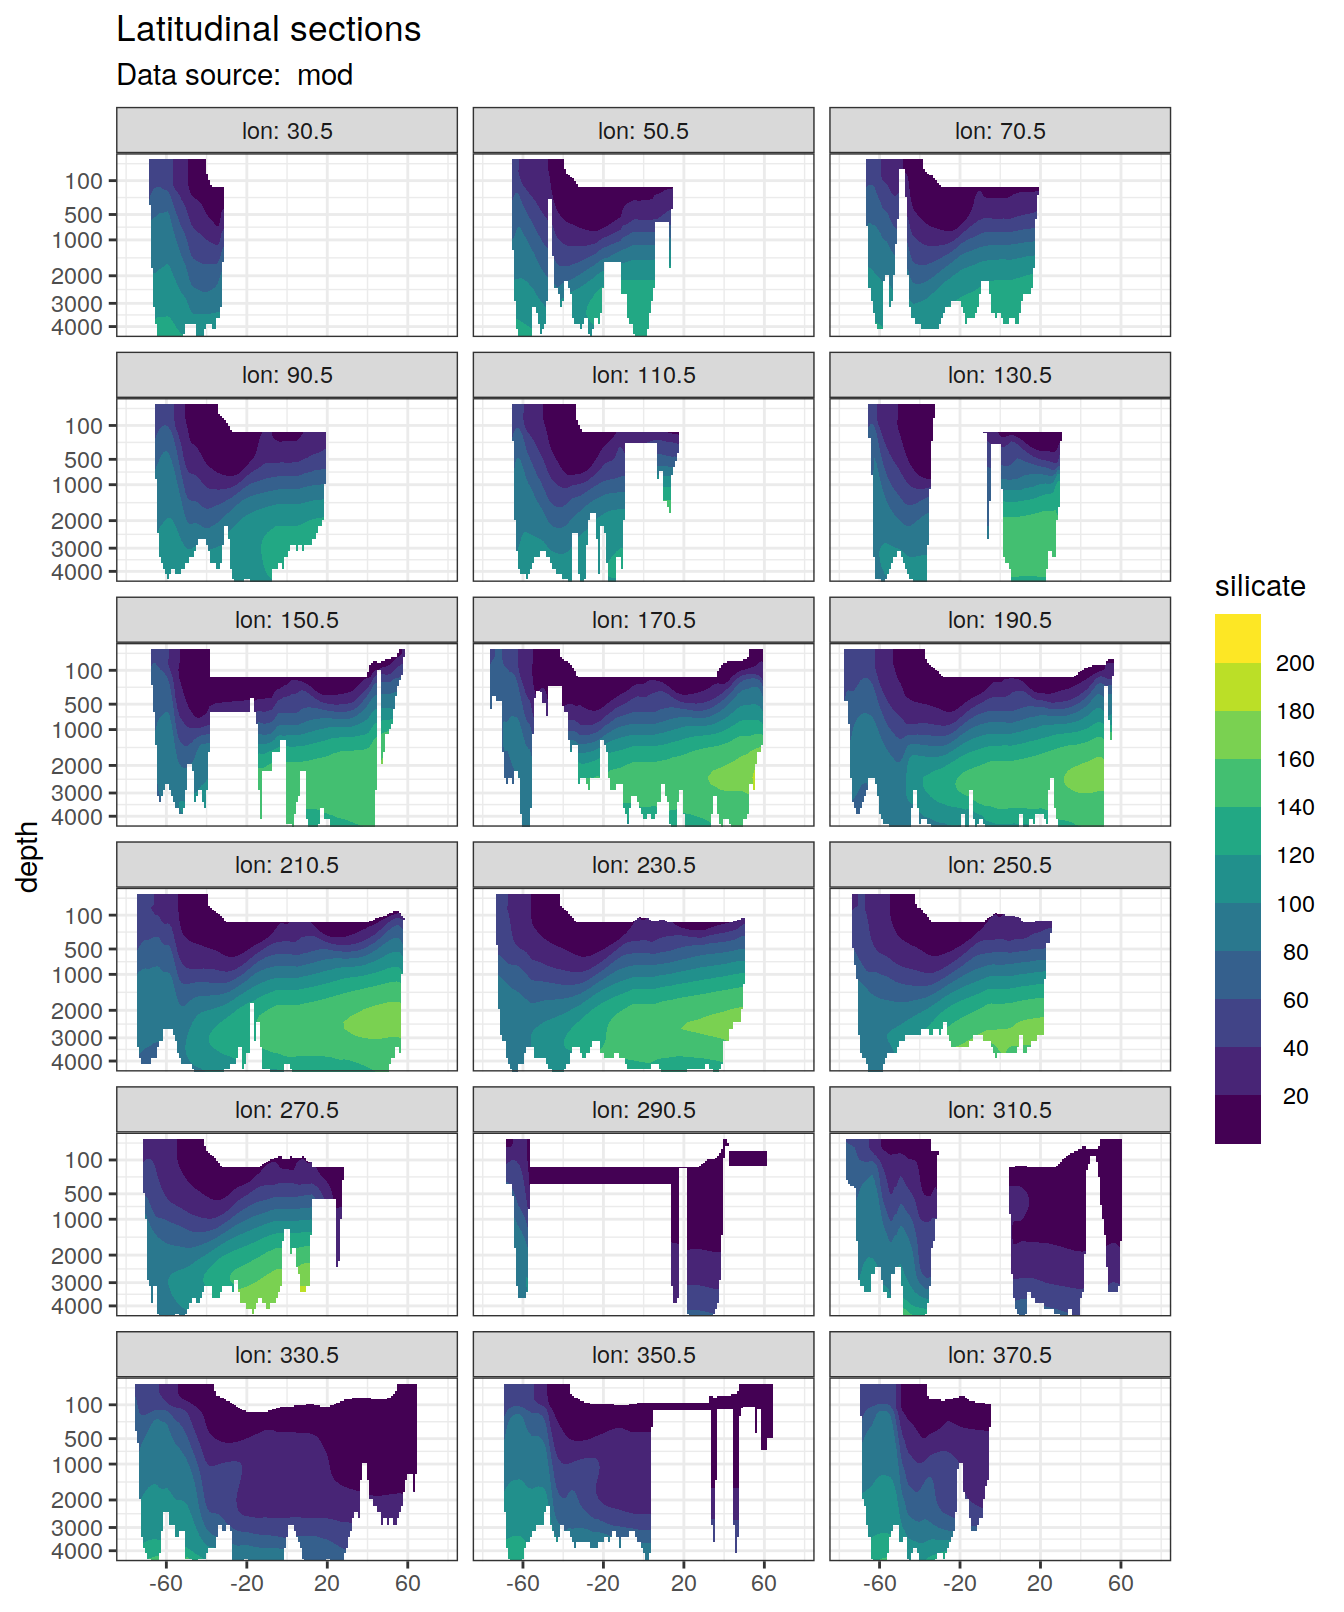 Latitudinal sections
Data source:  mod
lon: 30.5
lon: 50.5
lon: 70.5
100
500
1000
2000
3000
4000
lon: 90.5
lon: 110.5
lon: 130.5
100
500
1000
2000
3000
4000
lon: 150.5
lon: 170.5
lon: 190.5
100
500
1000
2000
3000
4000
lon: 210.5
lon: 230.5
lon: 250.5
100
500
1000
2000
3000
4000
lon: 270.5
lon: 290.5
lon: 310.5
100
500
1000
2000
3000
4000
lon: 330.5
lon: 350.5
lon: 370.5
100
500
1000
2000
3000
4000
-60 -20 20 60
-60 -20 20 60
-60 -20 20 60
depth
silicate
200
180
160
140
120
100
80
60
40
20